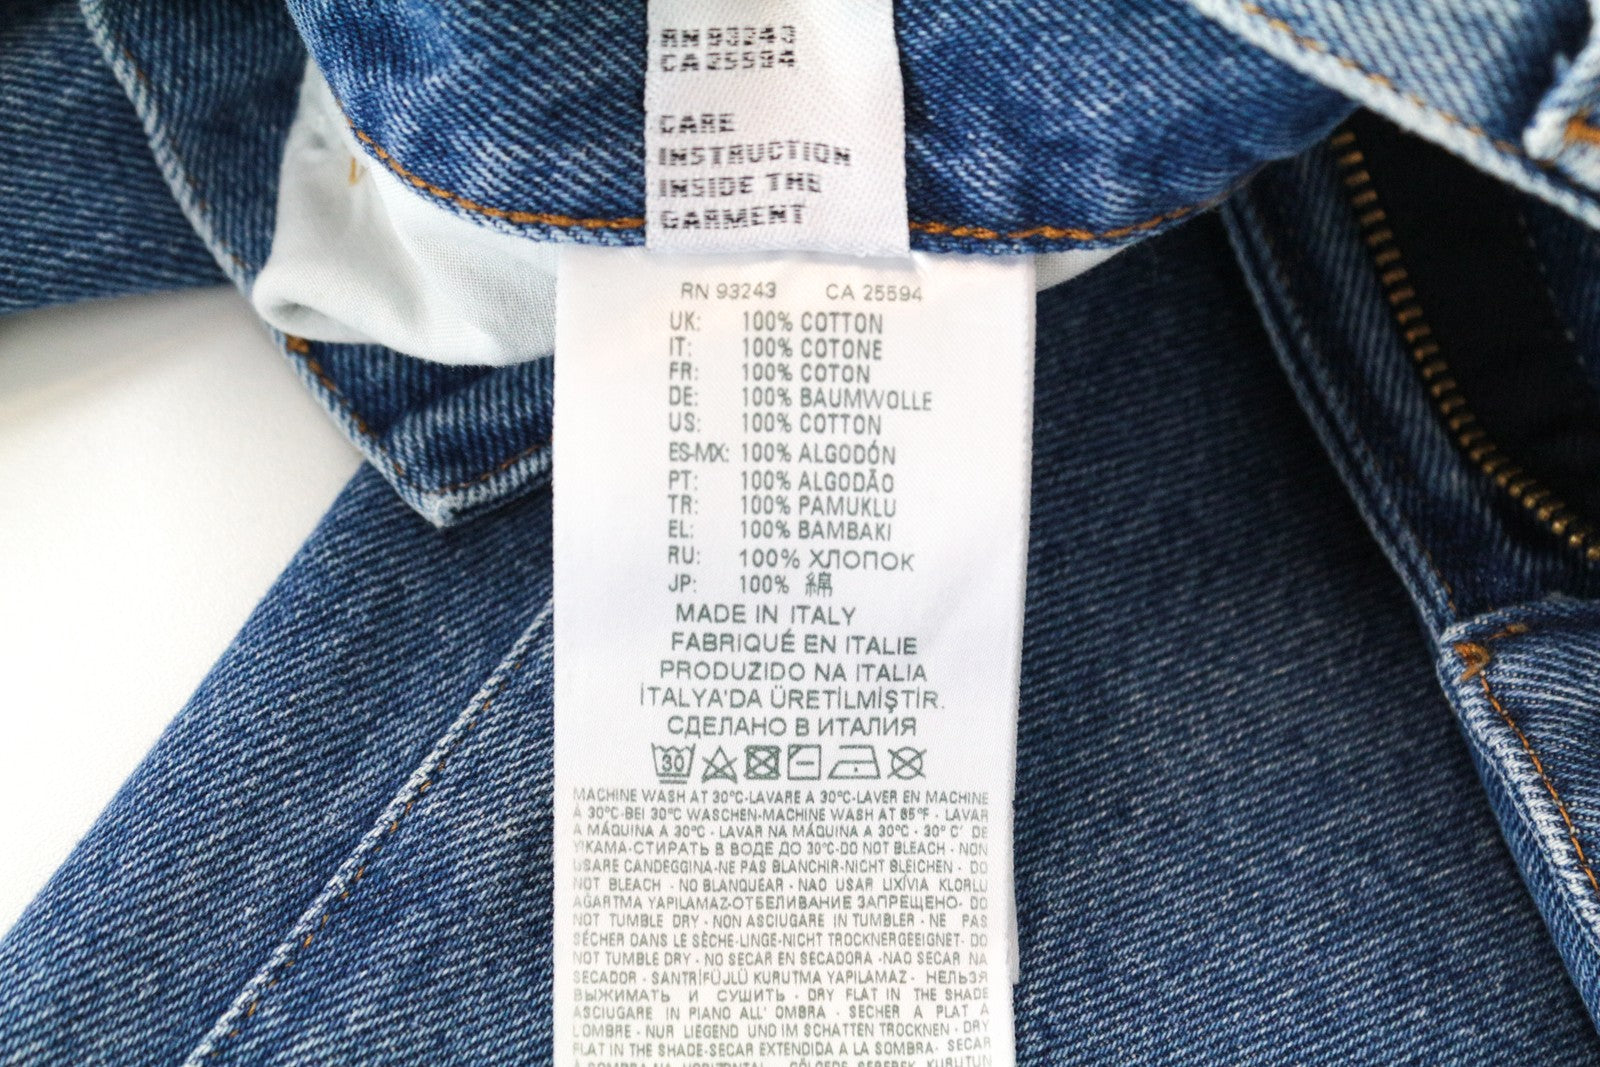 RN 93243
CA 25594
CARE
INSTRUCTION
INSIDE THE
GARMENT
RN 93243 CA 25594
UK: 100% COTTON
IT: 100% COTONE
FR: 100% COTON
DE: 100% BAUMWOLLE
US: 100% COTTON
ES-MX: 100% ALGODÓN
PT: 100% ALGODÃO
TR: 100% PAMUKLU
EL: 100% BAMBAKI
RU: 100% ХЛОПОК
JP: 100% 綿
MADE IN ITALY
FABRIQUÉ EN ITALIE
PRODUZIDO NA ITALIA
İTALYA'DA ÜRETİLMİŞTİR.
СДЕЛАНО В ИТАЛИЯ
30
MACHINE WASH AT 30°C-LAVARE A 30°C-LAVER EN MACHINE
À 30°C-BEI 30°C WASCHEN-MACHINE WASH AT 85°F - LAVAR
A MÁQUINA A 30°C - LAVAR NA MÁQUINA A 30°C - 30° C' DE
YIKAMA-СТИРАТЬ В ВОДЕ ДО 30°C-DO NOT BLEACH - NON
USARE CANDEGGINA-NE PAS BLANCHIR-NICHT BLEICHEN - DO
NOT BLEACH - NO BLANQUEAR - NAO USAR LIXÍVIA KLORLU
AĞARTMA YAPILAMAZ-ОТБЕЛИВАНИЕ ЗАПРЕЩЕНО- DO
NOT TUMBLE DRY - NON ASCIUGARE IN TUMBLER - NE PAS
SÉCHER DANS LE SÈCHE-LINGE-NICHT TROCKNERGEEIGNET- DO
NOT TUMBLE DRY - NO SECAR EN SECADORA -NAO SECAR NA
SECADOR - SANTRİFÜJLÜ KURUTMA YAPILAMAZ - НЕЛЬЗЯ
ВЫЖИМАТЬ И СУШИТЬ - DRY FLAT IN THE SHADE
ASCIUGARE IN PIANO ALL' OMBRA - SÉCHER A PLAT A
L'OMBRE - NUR LIEGEND UND IM SCHATTEN TROCKNEN - DRY
FLAT IN THE SHADE-SECAR EXTENDIDA A LA SOMBRA- SECAR